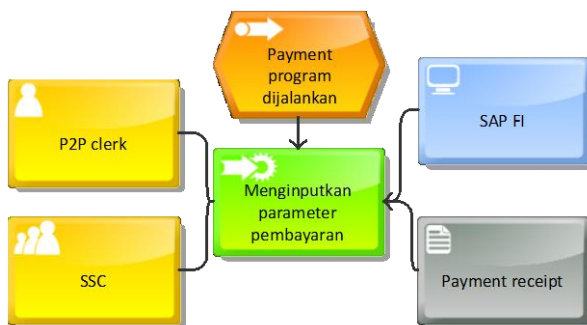 Payment
program
dijalankan
P2P clerk
SAP FI
Menginputkan
parameter
pembayaran
SSC
Payment receipt